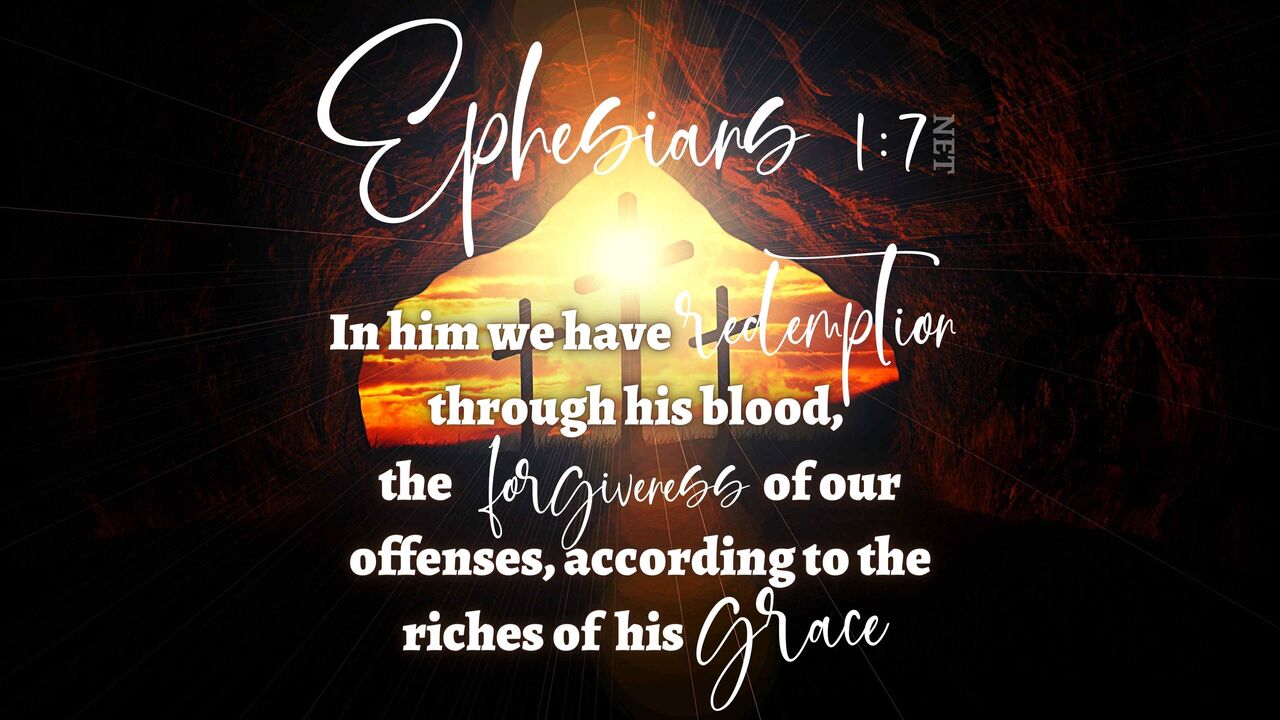 Ephesians 1:7 NET
In him we have redemption
through his blood,
the forgiveness of our
offenses, according to the
riches of his grace